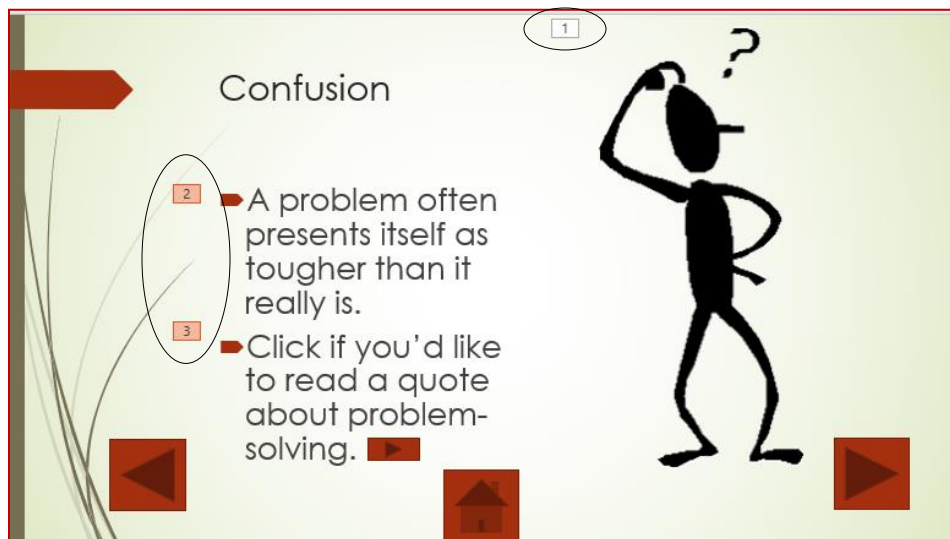 1
?
Confusion
2
A problem often
presents itself as
tougher than it
really is.
3
Click if you’d like
to read a quote
about problem-
solving.